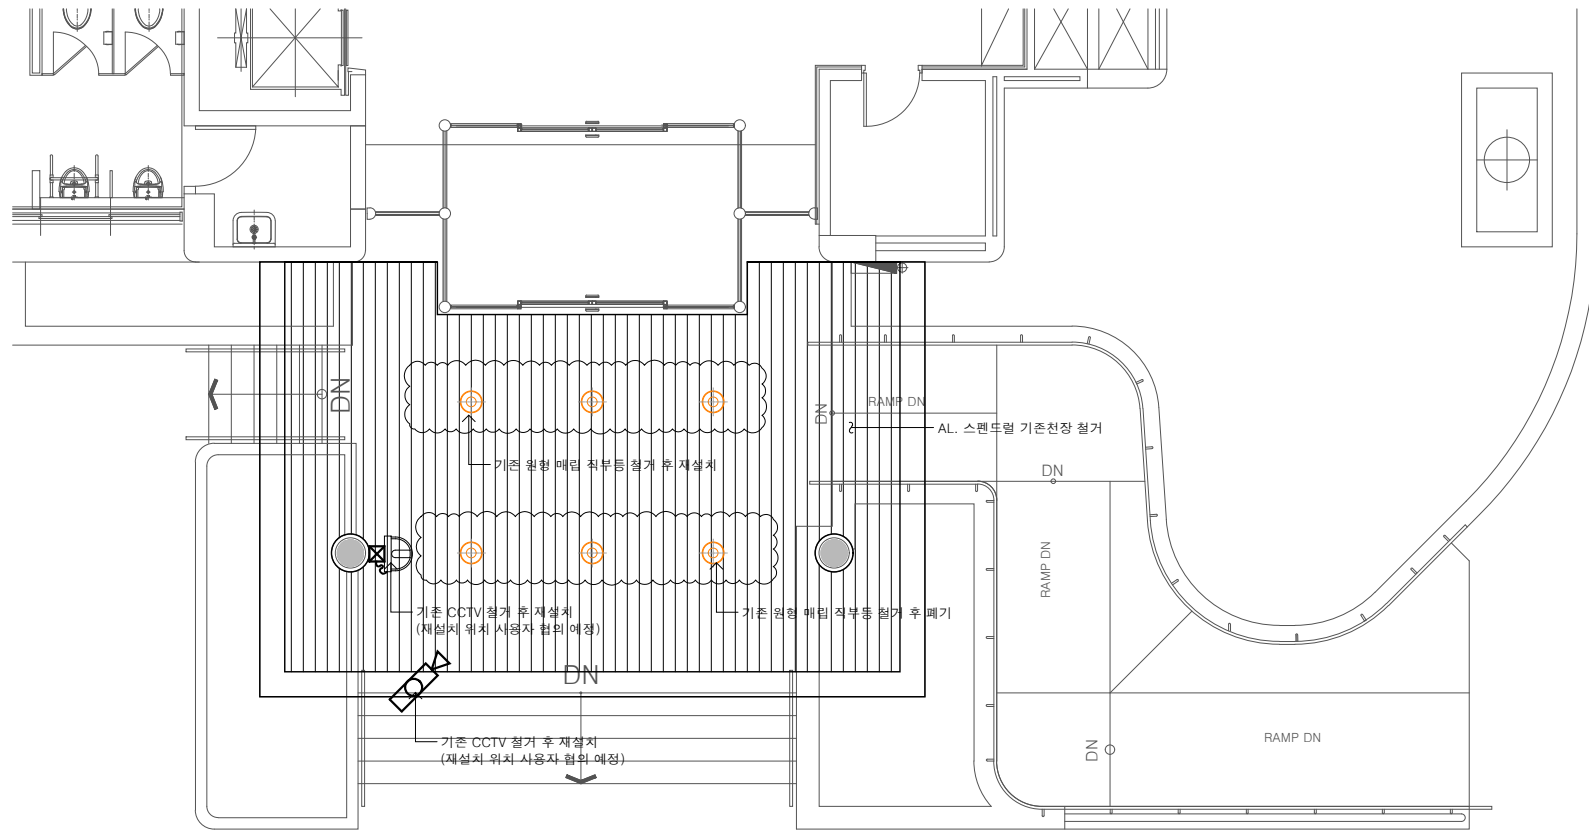 DN
DN
RAMP DN
AL. 스펜드럴 기존천장 철거
기존 원형 매립 직부등 철거 후 재설치
DN
RAMP DN
기존 CCTV 철거 후 재설치
(재설치 위치 사용자 협의 예정)
기존 원형 매립 직부등 철거 후 폐기
DN
기존 CCTV 철거 후 재설치
(재설치 위치 사용자 협의 예정)
DN
RAMP DN